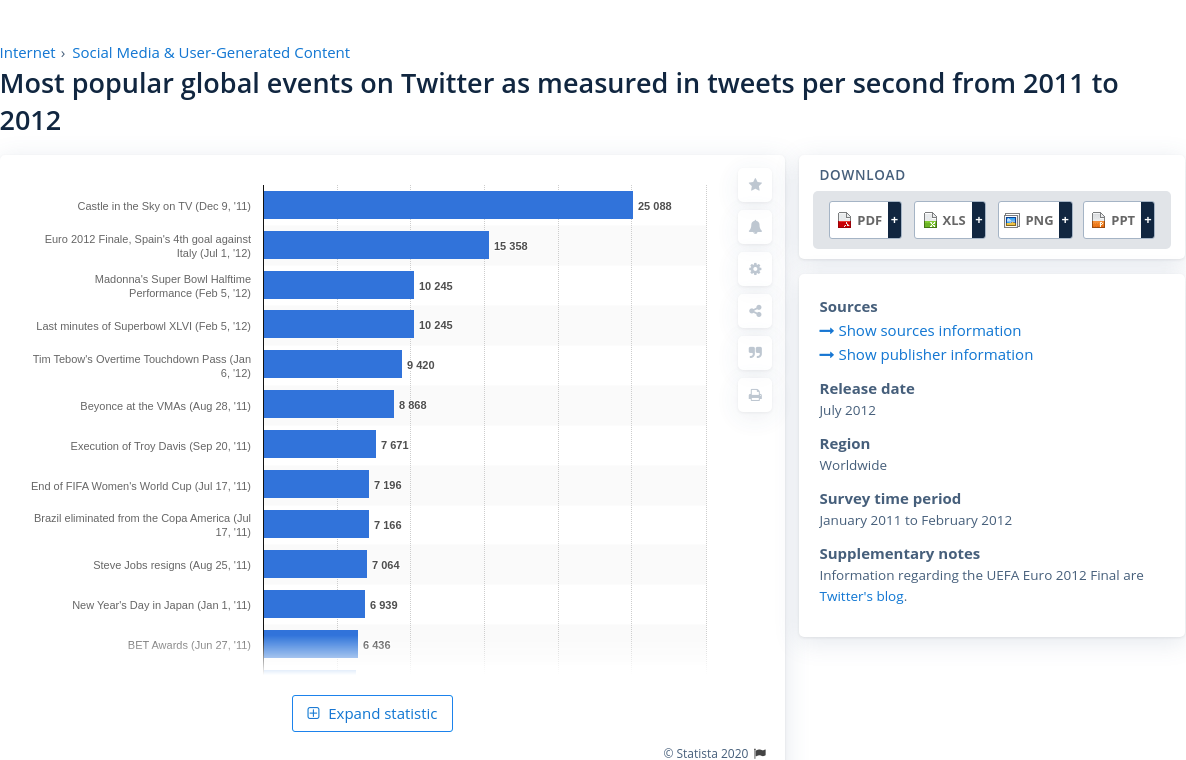 Internet › Social Media & User-Generated Content
Most popular global events on Twitter as measured in tweets per second from 2011 to
2012
Castle in the Sky on TV (Dec 9, '11)
25 088
Euro 2012 Finale, Spain's 4th goal against
Italy (Jul 1, '12)
15 358
Madonna's Super Bowl Halftime
Performance (Feb 5, '12)
10 245
Last minutes of Superbowl XLVI (Feb 5, '12)
10 245
Tim Tebow's Overtime Touchdown Pass (Jan
6, '12)
9 420
Beyonce at the VMAs (Aug 28, '11)
8 868
Execution of Troy Davis (Sep 20, '11)
7 671
End of FIFA Women's World Cup (Jul 17, '11)
7 196
Brazil eliminated from the Copa America (Jul
17, '11)
7 166
Steve Jobs resigns (Aug 25, '11)
7 064
New Year's Day in Japan (Jan 1, '11)
6 939
BET Awards (Jun 27, '11)
6 436
Expand statistic
© Statista 2020
DOWNLOAD
PDF +
XLS +
PNG +
PPT +
Sources
Show sources information
Show publisher information
Release date
July 2012
Region
Worldwide
Survey time period
January 2011 to February 2012
Supplementary notes
Information regarding the UEFA Euro 2012 Final are
Twitter's blog.